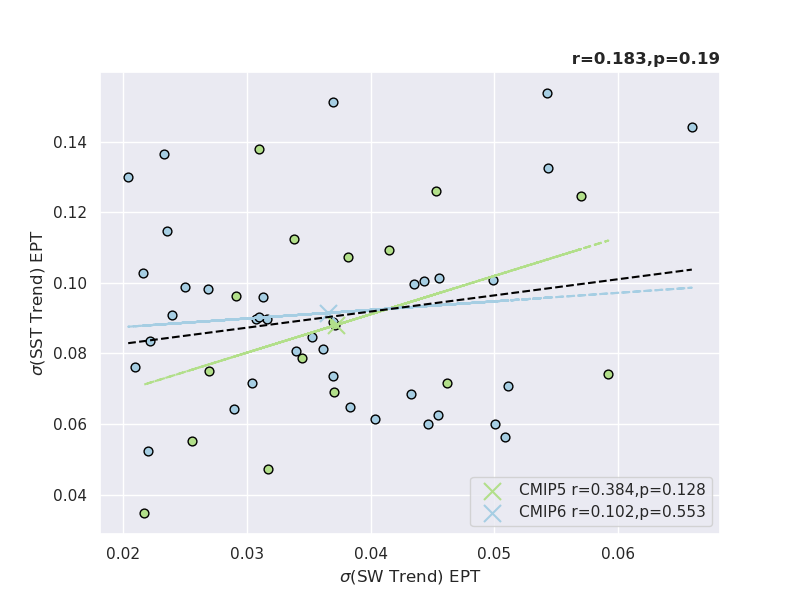 r=0.183,p=0.19
σ(SST Trend) EPT
0.14
0.12
0.10
0.08
0.06
0.04
CMIP5 r=0.384,p=0.128
CMIP6 r=0.102,p=0.553
0.02 0.03 0.04 0.05 0.06
σ(SW Trend) EPT